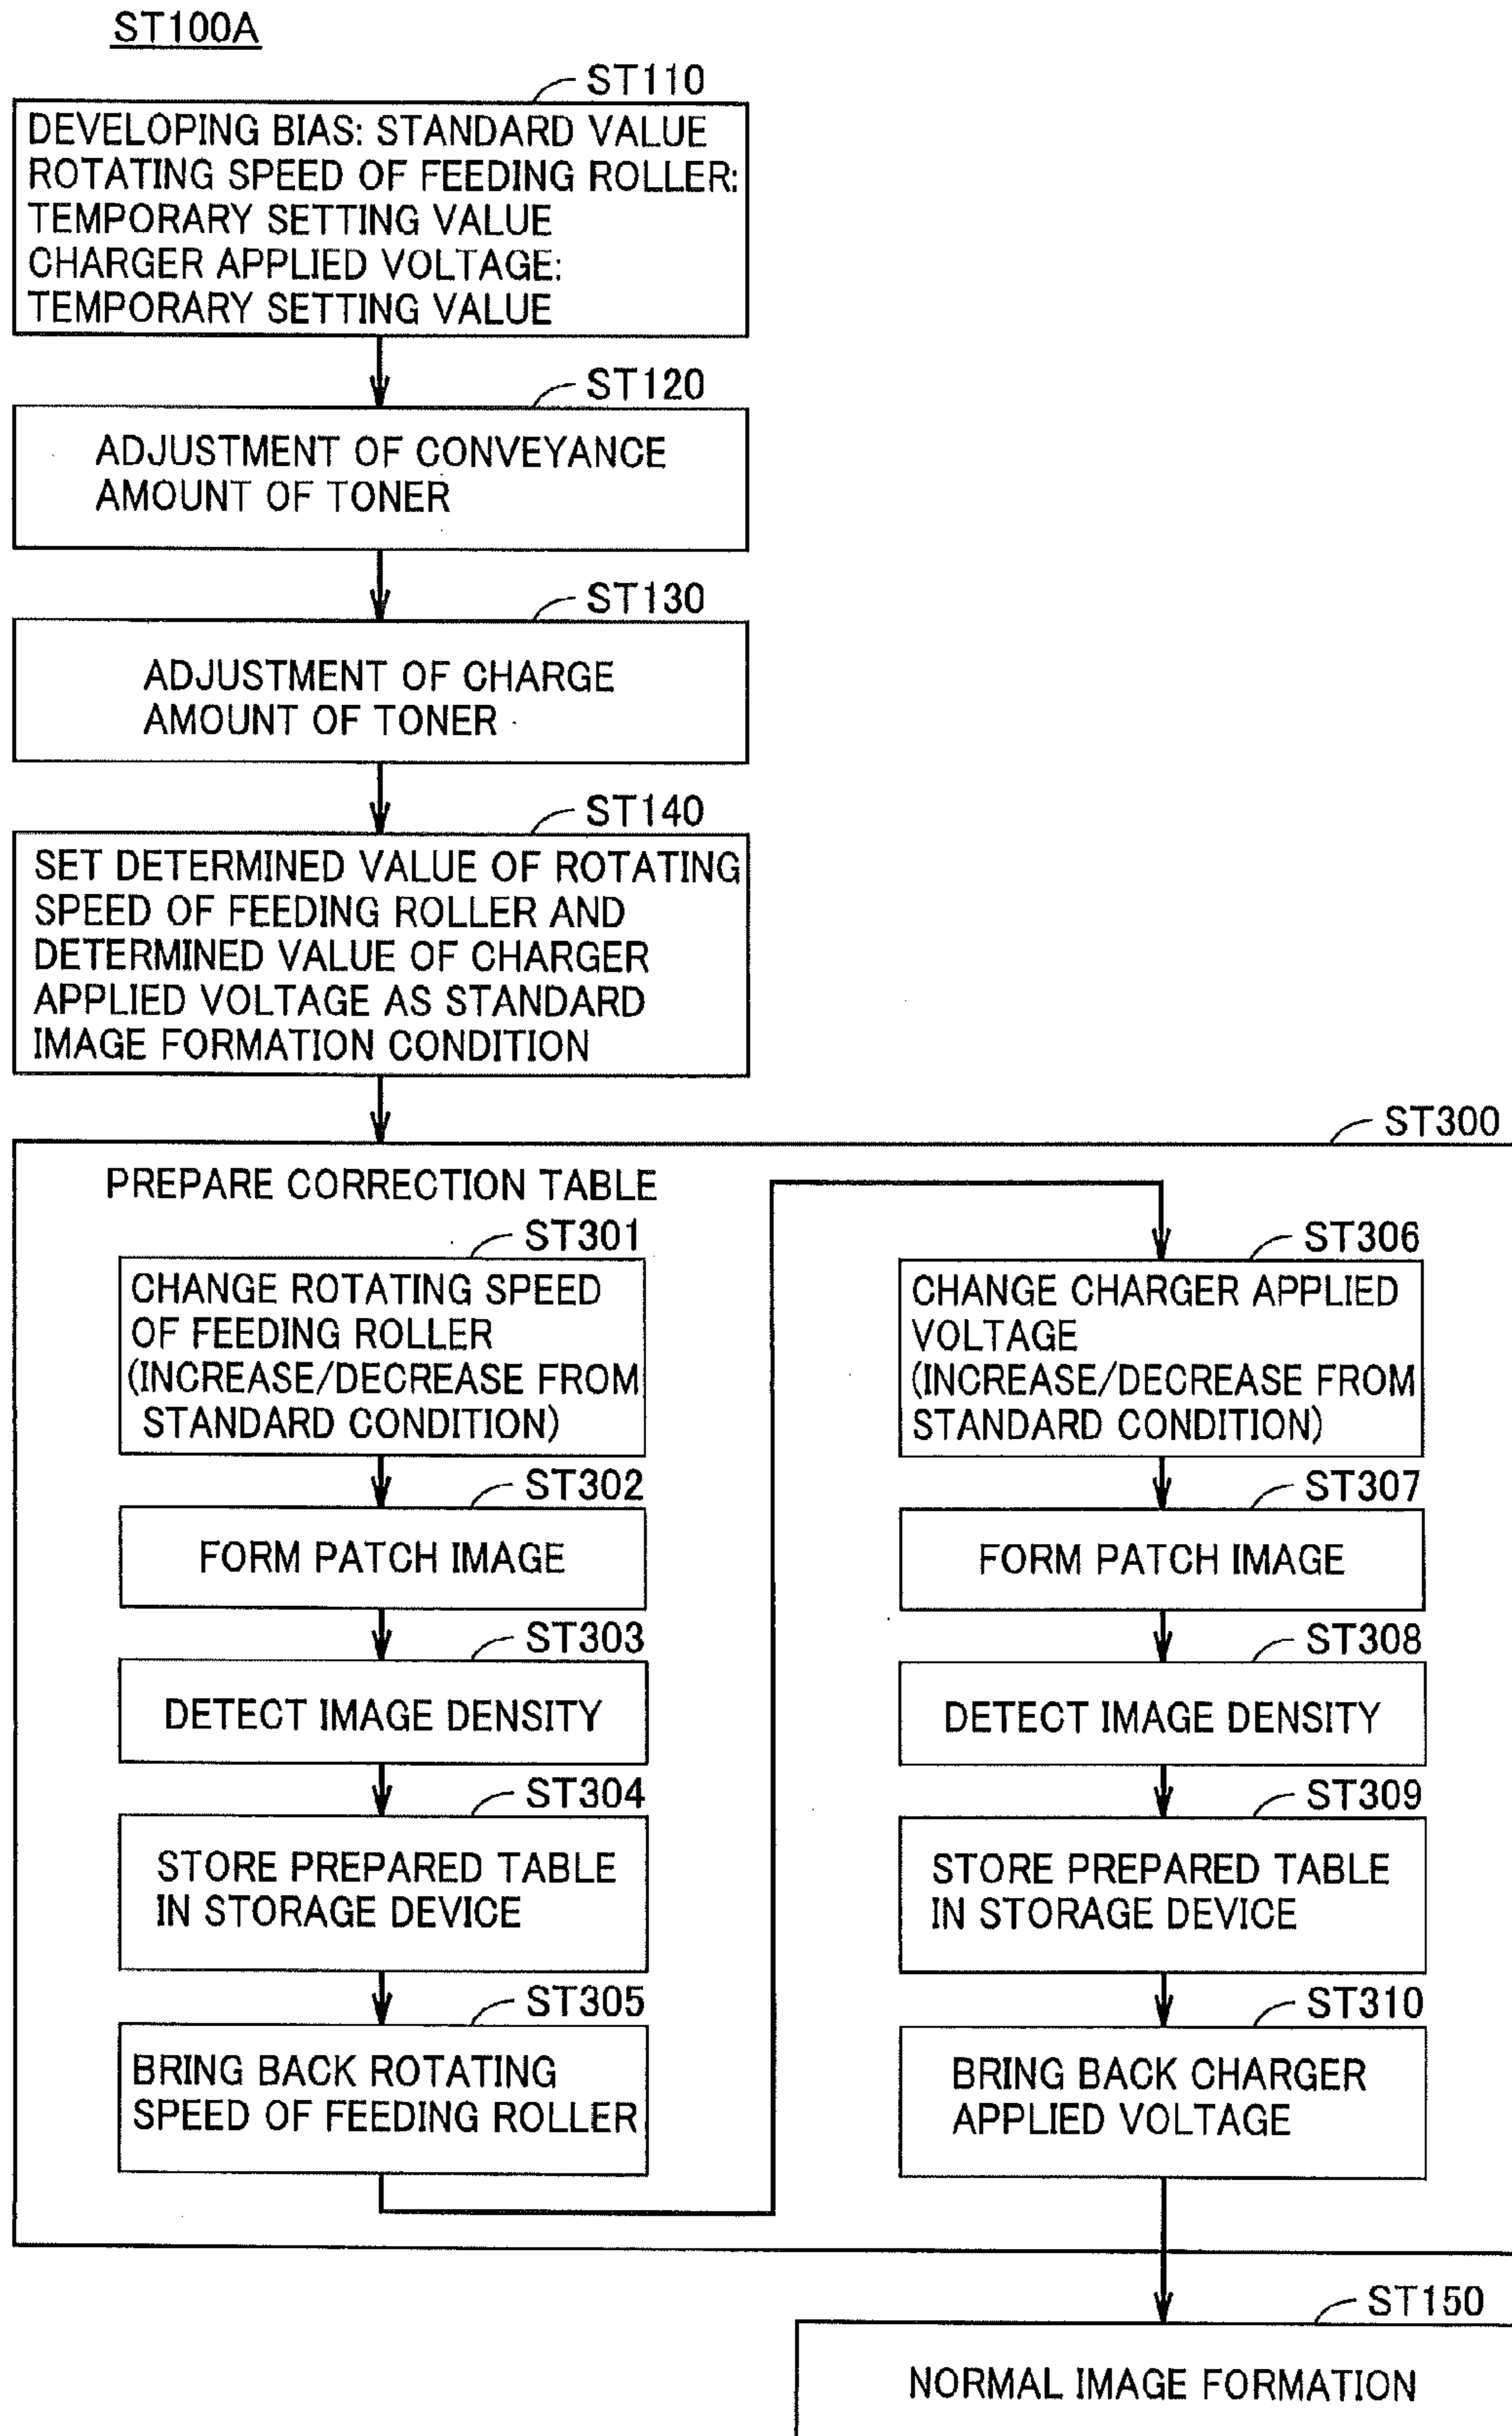 ST100A
ST110
DEVELOPING BIAS: STANDARD VALUE
ROTATING SPEED OF FEEDING ROLLER:
TEMPORARY SETTING VALUE
CHARGER APPLIED VOLTAGE:
TEMPORARY SETTING VALUE
ST120
ADJUSTMENT OF CONVEYANCE
AMOUNT OF TONER
ST130
ADJUSTMENT OF CHARGE
AMOUNT OF TONER
ST140
SET DETERMINED VALUE OF ROTATING
SPEED OF FEEDING ROLLER AND
DETERMINED VALUE OF CHARGER
APPLIED VOLTAGE AS STANDARD
IMAGE FORMATION CONDITION
ST300
PREPARE CORRECTION TABLE
ST301
CHANGE ROTATING SPEED
OF FEEDING ROLLER
(INCREASE/DECREASE FROM
STANDARD CONDITION)
ST302
FORM PATCH IMAGE
ST303
DETECT IMAGE DENSITY
ST304
STORE PREPARED TABLE
IN STORAGE DEVICE
ST305
BRING BACK ROTATING
SPEED OF FEEDING ROLLER
ST306
CHANGE CHARGER APPLIED
VOLTAGE
(INCREASE/DECREASE FROM
STANDARD CONDITION)
ST307
FORM PATCH IMAGE
ST308
DETECT IMAGE DENSITY
ST309
STORE PREPARED TABLE
IN STORAGE DEVICE
ST310
BRING BACK CHARGER
APPLIED VOLTAGE
ST150
NORMAL IMAGE FORMATION